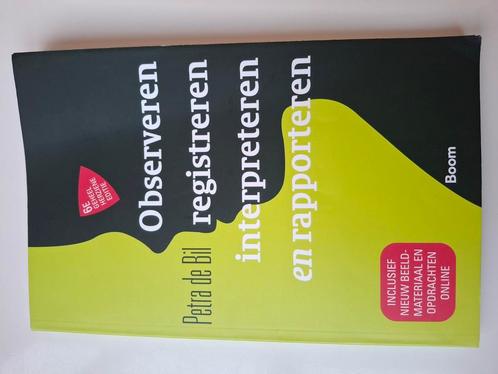 Petra de Bil
Observeren
registreren
interpreteren
en rapporteren
6E
GEHEEL
HERZIENE
EDITIE
INCLUSIEF
NIEUW BEELD-
MATERIAAL EN
OPDRACHTEN
ONLINE
Boom